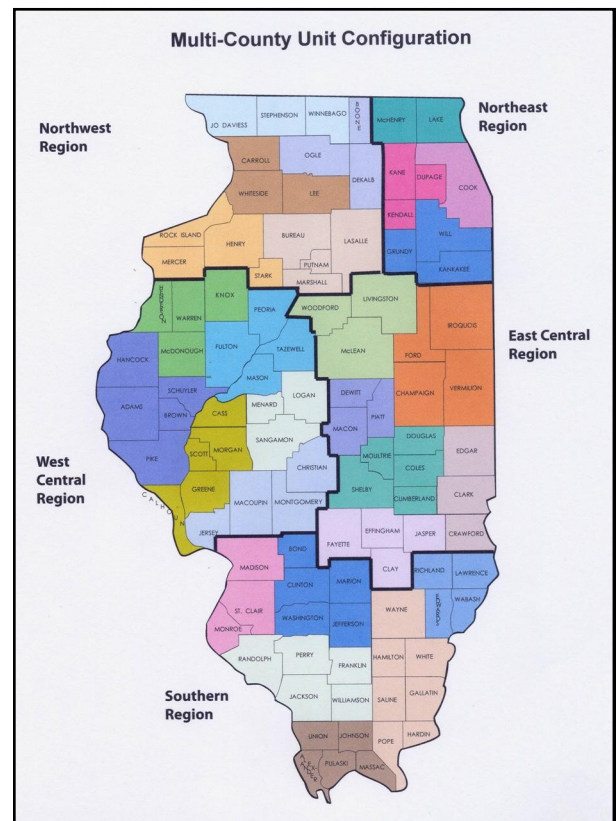 Multi-County Unit Configuration
Northwest
Region
Northeast
Region
JO DAVIESS
STEPHENSON
WINNEBAGO
BOONE
McHENRY
LAKE
CARROLL
OGLE
DEKALB
KANE
DUPAGE
COOK
WHITESIDE
LEE
KENDALL
WILL
GRUNDY
KANKAKEE
ROCK ISLAND
HENRY
BUREAU
LASALLE
MERCER
PUTNAM
STARK
MARSHALL
East Central
Region
HENDERSON
WARREN
KNOX
PEORIA
WOODFORD
LIVINGSTON
IROQUOIS
HANCOCK
McDONOUGH
FULTON
TAZEWELL
McLEAN
FORD
MASON
CHAMPAIGN
VERMILION
ADAMS
SCHUYLER
BROWN
CASS
MENARD
LOGAN
DEWITT
PIATT
MACON
West
Central
Region
PIKE
SCOTT
MORGAN
SANGAMON
CHRISTIAN
MOULTRIE
DOUGLAS
COLES
EDGAR
SHELBY
CUMBERLAND
CLARK
CALHOUN
GREENE
MACOUPIN
MONTGOMERY
JERSEY
FAYETTE
EFFINGHAM
JASPER
CRAWFORD
CLAY
Southern
Region
MADISON
BOND
CLINTON
MARION
RICHLAND
LAWRENCE
WABASH
EDWARDS
ST. CLAIR
WASHINGTON
JEFFERSON
WAYNE
MONROE
RANDOLPH
PERRY
FRANKLIN
HAMILTON
WHITE
JACKSON
WILLIAMSON
SALINE
GALLATIN
UNION
JOHNSON
POPE
HARDIN
ALEXANDER
PULASKI
MASSAC